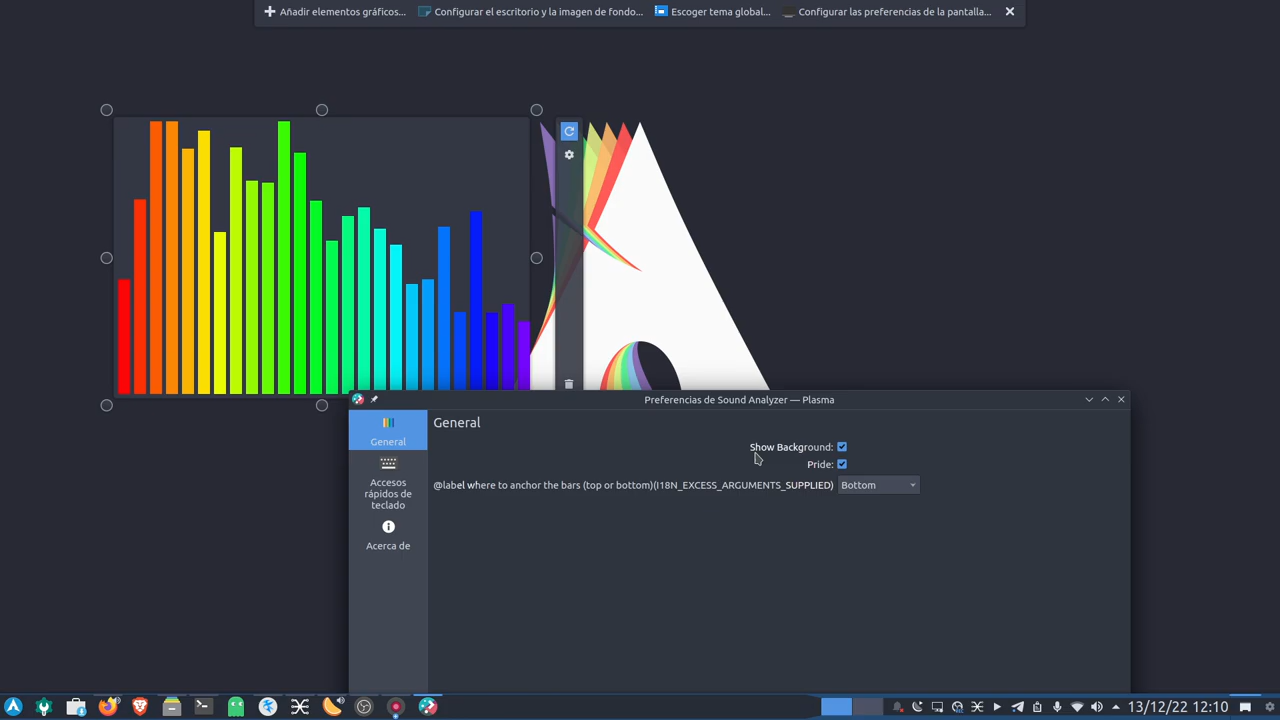 Añadir elementos gráficos...
Configurar el escritorio y la imagen de fondo...
Escoger tema global...
Configurar las preferencias de la pantalla...
Preferencias de Sound Analyzer — Plasma
General
Accesos
rápidos de
teclado
Acerca de
General
Show Background:
Pride:
@label where to anchor the bars (top or bottom)(I18N_EXCESS_ARGUMENTS_SUPPLIED)
Bottom
13/12/22 12:10